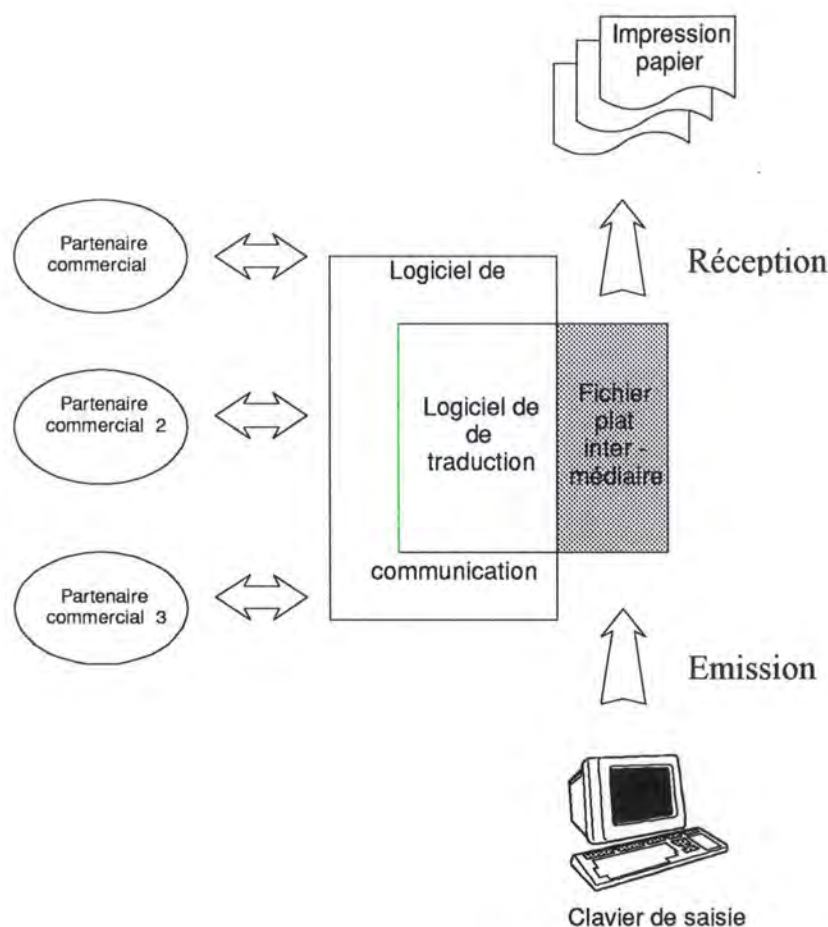 Impression
papier
Réception
Partenaire
commercial
Logiciel de
Partenaire
commercial 2
Logiciel de
de
traduction
Fichier
plat
inter -
médiaire
communication
Partenaire
commercial 3
Emission
Clavier de saisie